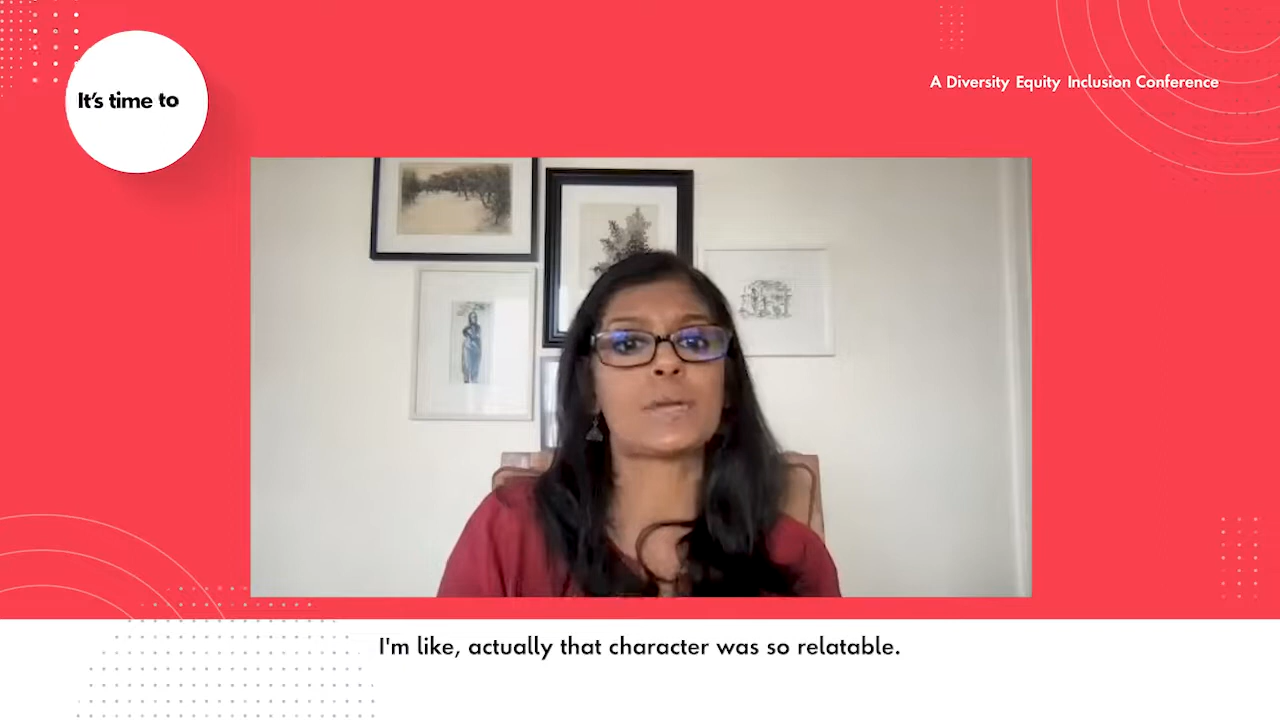 It's time to
A Diversity Equity Inclusion Conference
I'm like, actually that character was so relatable.